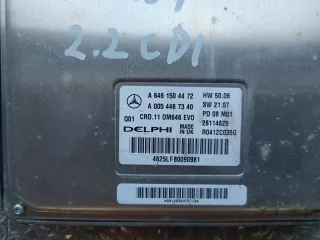 2.2 CDI
A 646 150 44 72 HW 50.06
A 005 446 73 40 SW 21.07
Q01 CRD.11 OM646 EVO PD 08 M01
DELPHI MADE IN UK 28114625
R0412C035G
4625LF80090981